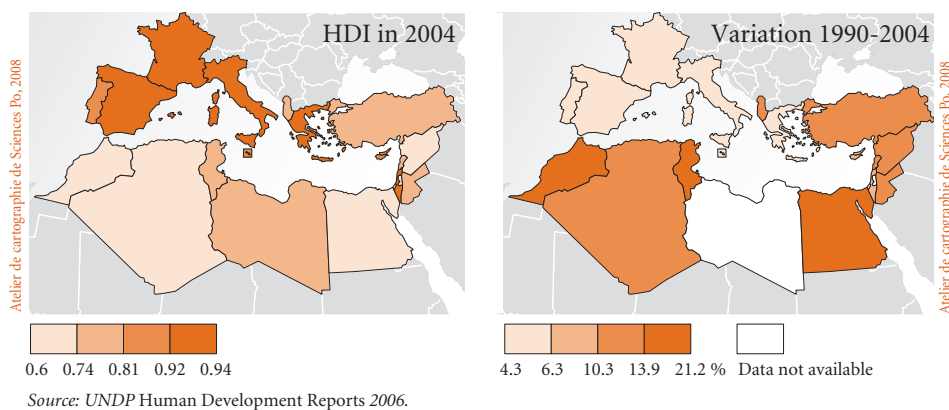 HDI in 2004
Atelier de cartographie de Sciences Po, 2008
0.6 0.74 0.81 0.92 0.94
Variation 1990-2004
Atelier de cartographie de Sciences Po, 2008
4.3 6.3 10.3 13.9 21.2 % Data not available
Source: UNDP Human Development Reports 2006.